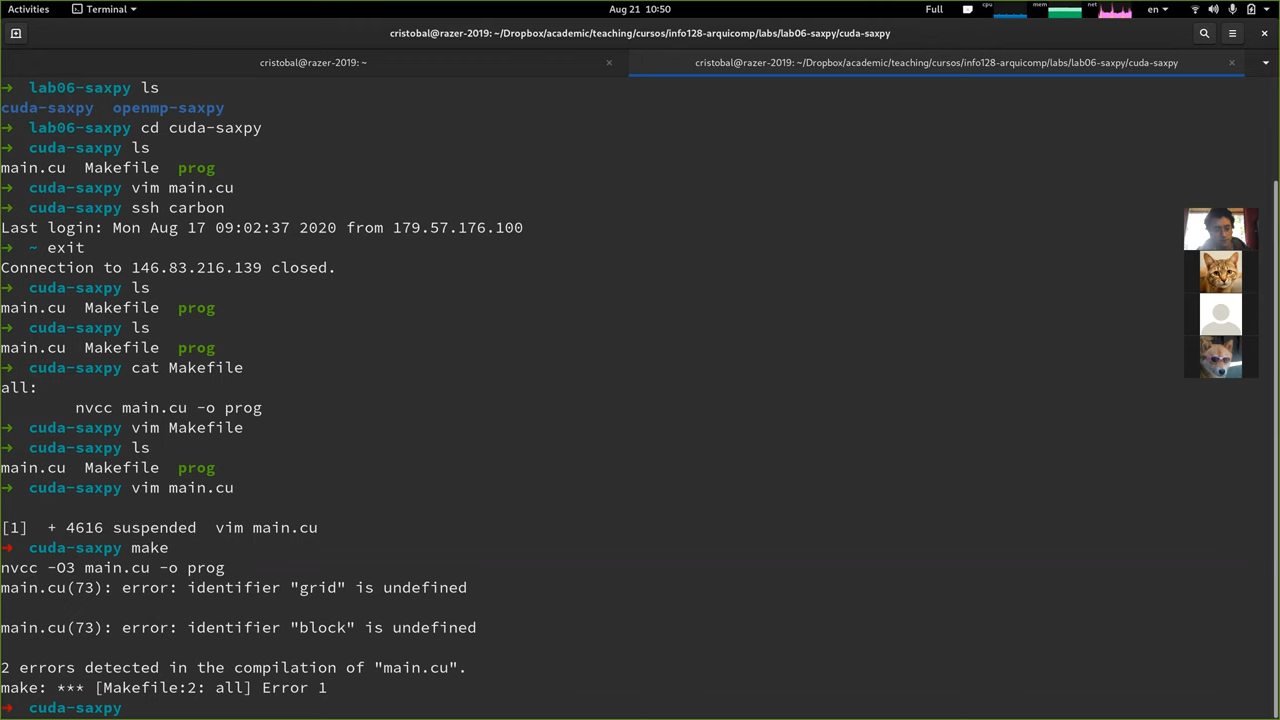 Activities Terminal Aug 21 10:50 Full cpu mem net en
cristobal@razer-2019: ~/Dropbox/academic/teaching/cursos/info128-arquicomp/labs/lab06-saxpy/cuda-saxpy
cristobal@razer-2019: ~ cristobal@razer-2019: ~/Dropbox/academic/teaching/cursos/info128-arquicomp/labs/lab06-saxpy/cuda-saxpy
→ lab06-saxpy ls
cuda-saxpy openmp-saxpy
→ lab06-saxpy cd cuda-saxpy
→ cuda-saxpy ls
main.cu Makefile prog
→ cuda-saxpy vim main.cu
→ cuda-saxpy ssh carbon
Last login: Mon Aug 17 09:02:37 2020 from 179.57.176.100
→ ~ exit
Connection to 146.83.216.139 closed.
→ cuda-saxpy ls
main.cu Makefile prog
→ cuda-saxpy ls
main.cu Makefile prog
→ cuda-saxpy cat Makefile
all:
nvcc main.cu -o prog
→ cuda-saxpy vim Makefile
→ cuda-saxpy ls
main.cu Makefile prog
→ cuda-saxpy vim main.cu
[1] + 4616 suspended vim main.cu
→ cuda-saxpy make
nvcc -O3 main.cu -o prog
main.cu(73): error: identifier "grid" is undefined
main.cu(73): error: identifier "block" is undefined
2 errors detected in the compilation of "main.cu".
make: *** [Makefile:2: all] Error 1
→ cuda-saxpy